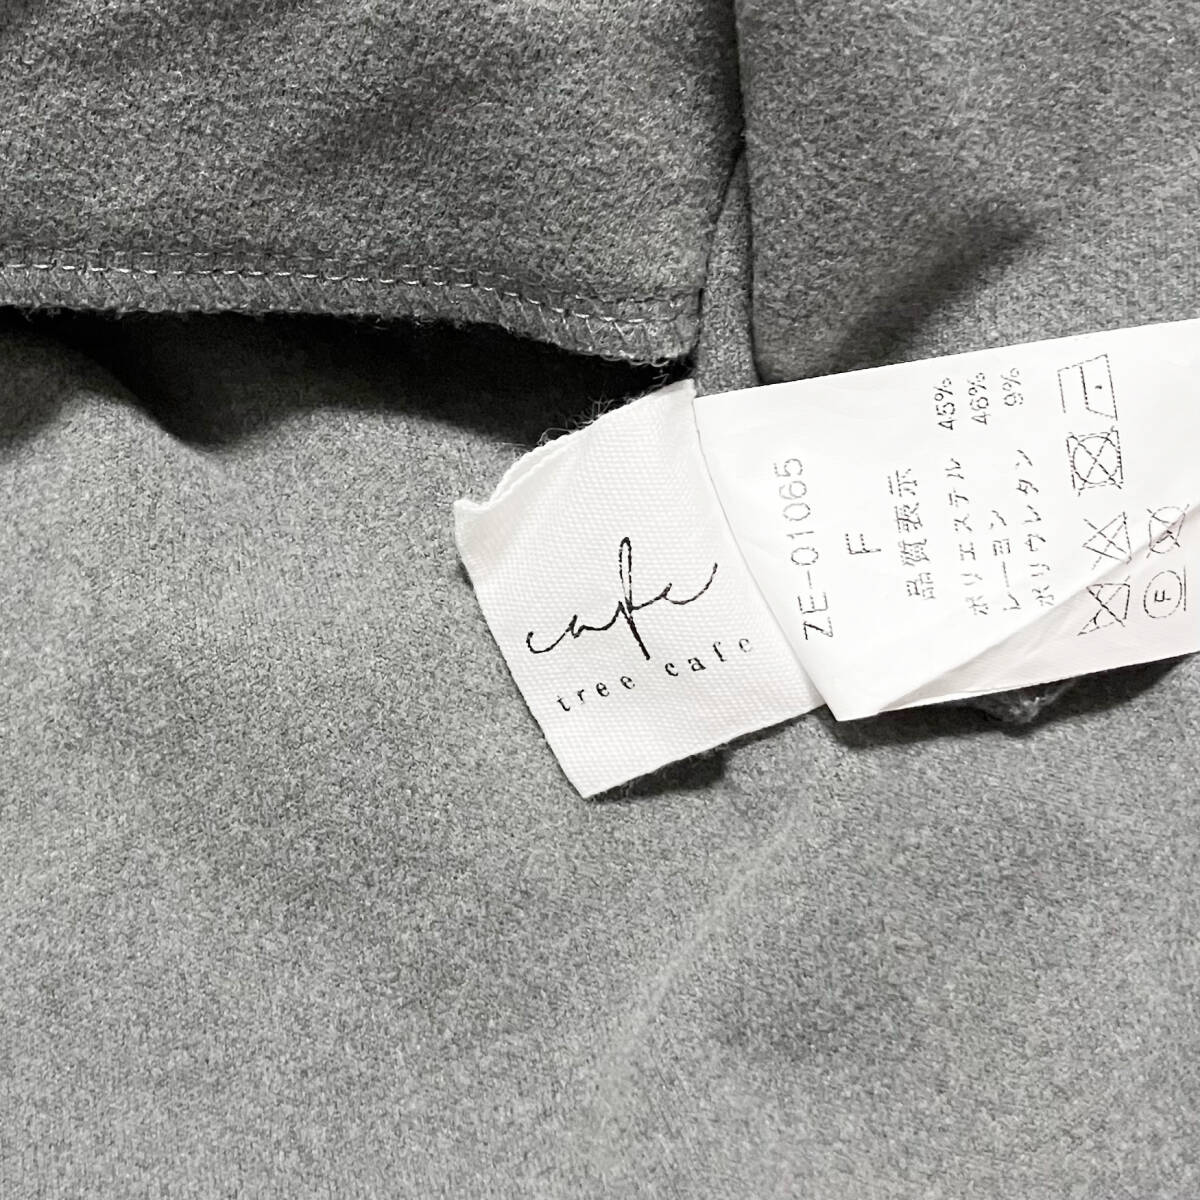 cafe
tree cafe
ZE-01065
F
品質表示
ポリエステル 45%
レーヨン 46%
ポリウレタン 9%
F